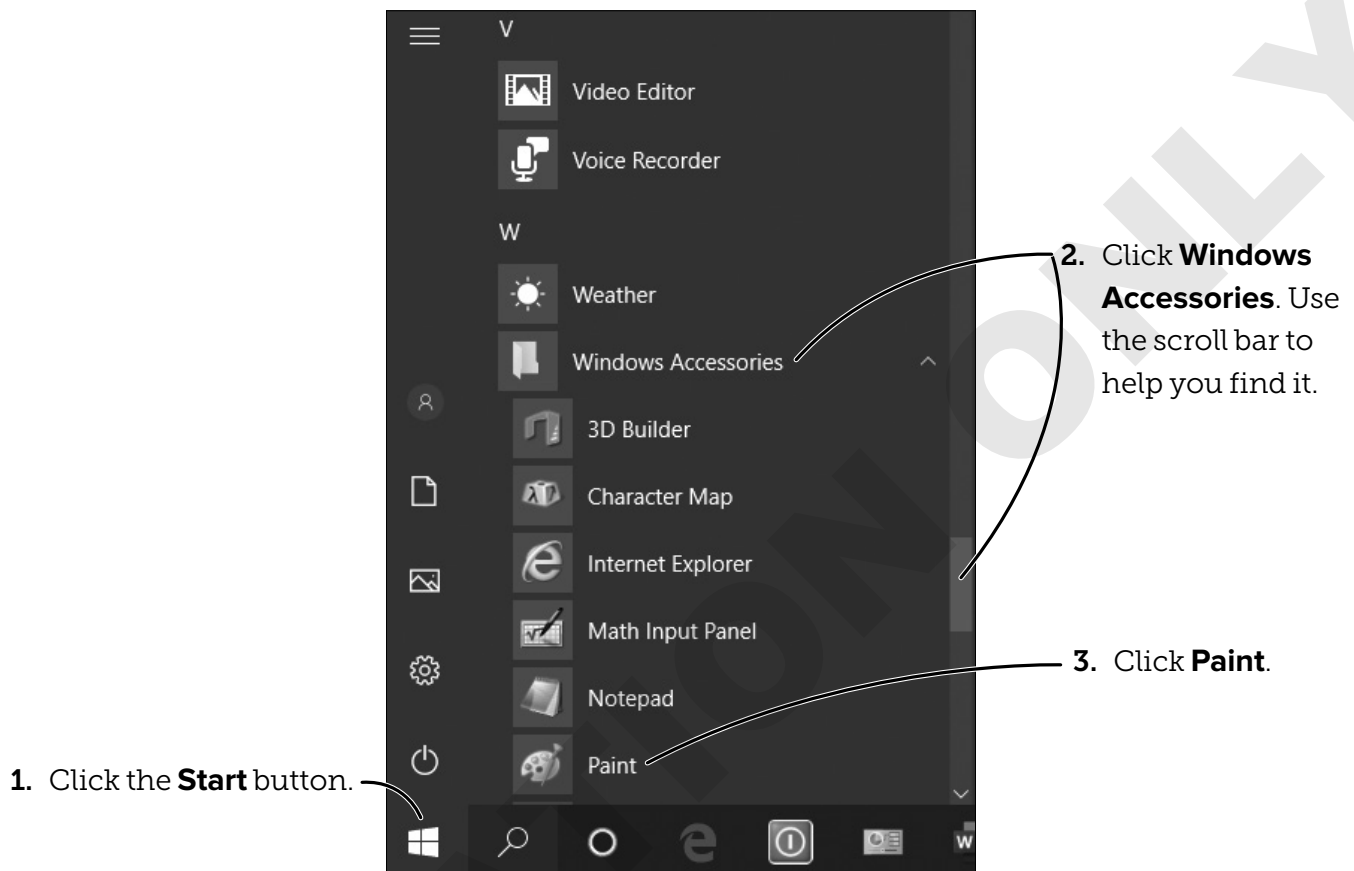 V
Video Editor
Voice Recorder
W
Weather
Windows Accessories
3D Builder
Character Map
Internet Explorer
Math Input Panel
Notepad
Paint
W
1. Click the Start button.
2. Click Windows
Accessories. Use
the scroll bar to
help you find it.
3. Click Paint.
TION ONLY